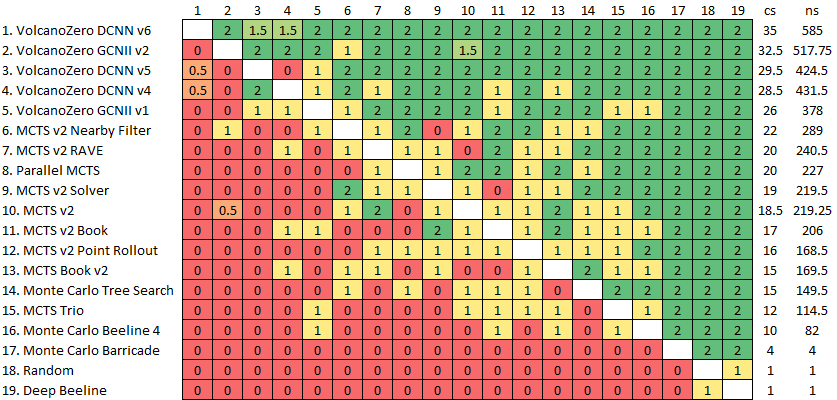 1 2 3 4 5 6 7 8 9 10 11 12 13 14 15 16 17 18 19 cs ns
1. VolcanoZero DCNN v6 2 1.5 1.5 2 2 2 2 2 2 2 2 2 2 2 2 2 2 2 35 585
2. VolcanoZero GCNII v2 0 2 2 2 1 2 2 2 1.5 2 2 2 2 2 2 2 2 2 32.5 517.75
3. VolcanoZero DCNN v5 0.5 0 0 1 2 2 2 2 2 2 2 2 2 2 2 2 2 2 29.5 424.5
4. VolcanoZero DCNN v4 0.5 0 2 1 2 1 2 2 2 1 2 1 2 2 2 2 2 2 28.5 431.5
5. VolcanoZero GCNII v1 0 0 1 1 1 2 2 2 2 1 2 2 2 1 1 2 2 2 26 378
6. MCTS v2 Nearby Filter 0 1 0 0 1 1 2 0 1 2 2 1 1 2 2 2 2 2 22 289
7. MCTS v2 RAVE 0 0 0 1 0 1 1 1 0 2 1 1 2 2 2 2 2 2 20 240.5
8. Parallel MCTS 0 0 0 0 0 0 1 1 2 2 1 2 1 2 2 2 2 2 20 227
9. MCTS v2 Solver 0 0 0 0 0 2 1 1 1 0 1 1 2 2 2 2 2 2 19 219.5
10. MCTS v2 0 0.5 0 0 0 1 2 0 1 1 1 2 1 1 2 2 2 2 18.5 219.25
11. MCTS v2 Book 0 0 0 1 1 0 0 0 2 1 1 2 1 1 1 2 2 2 17 206
12. MCTS v2 Point Rollout 0 0 0 0 0 0 1 1 1 1 1 1 1 1 2 2 2 2 16 168.5
13. MCTS Book v2 0 0 0 1 0 1 1 0 1 0 0 1 2 1 1 2 2 2 15 169.5
14. Monte Carlo Tree Search 0 0 0 0 0 1 0 1 0 1 1 1 0 2 2 2 2 2 15 149.5
15. MCTS Trio 0 0 0 0 1 0 0 0 0 1 1 1 1 0 1 2 2 2 12 114.5
16. Monte Carlo Beeline 4 0 0 0 0 1 0 0 0 0 0 1 0 1 0 1 2 2 2 10 82
17. Monte Carlo Barricade 0 0 0 0 0 0 0 0 0 0 0 0 0 0 0 0 2 2 4 4
18. Random 0 0 0 0 0 0 0 0 0 0 0 0 0 0 0 0 0 1 1 1
19. Deep Beeline 0 0 0 0 0 0 0 0 0 0 0 0 0 0 0 0 0 1 1 1